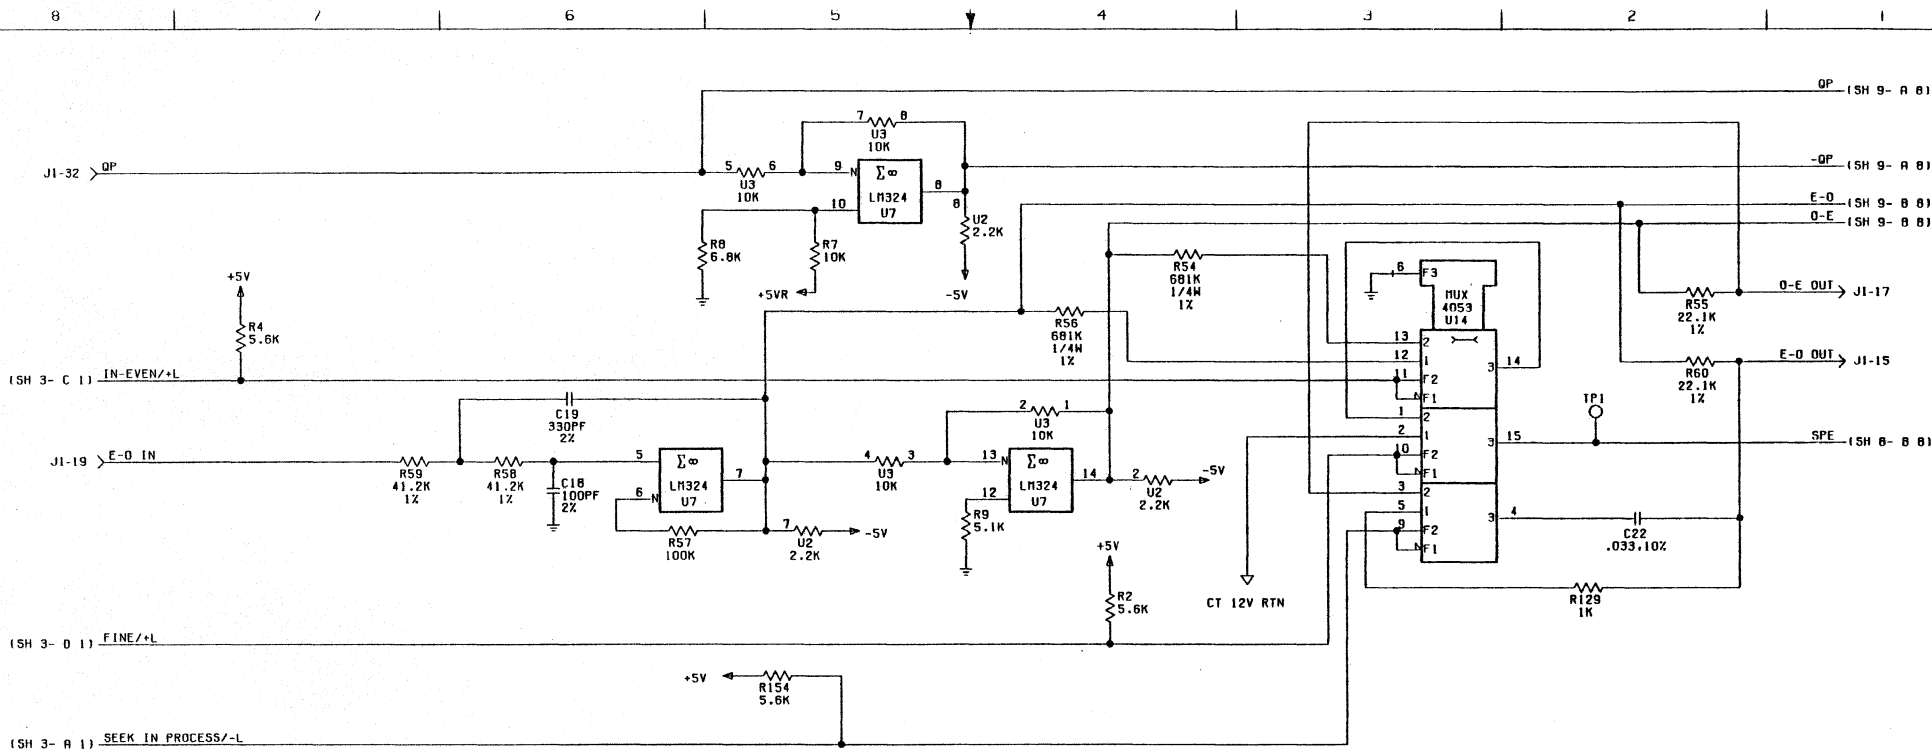 8 7 6 5 4 3 2 1
QP (SH 9- A 8)
7 8
U3
10K
J1-32 QP
5 6
U3
10K
9 N
Σ∞
LM324
U7
10
8
8
-QP (SH 9- A 8)
E-O (SH 9- B 8)
O-E (SH 9- B 8)
U2
2.2K
-5V
R8
6.8K
R7
10K
+5VR
+5V
R4
5.6K
R54
681K
1/4W
1%
R56
681K
1/4W
1%
6 F3
MUX
4053
U14
13 2
12 1
3 14
11 F2
F1
1 2
2 1
3 15
10 F2
F1
3 2
5 1
3 4
9 F2
F1
R55
22.1K
1%
O-E OUT J1-17
R60
22.1K
1%
E-O OUT J1-15
(SH 3- C 1) IN-EVEN/+L
C19
330PF
2%
2 1
U3
10K
TP1
SPE (SH 8- B 8)
J1-19 E-O IN
R59
41.2K
1%
R58
41.2K
1%
C18
100PF
2%
5
6 N
Σ∞
LM324
U7
7
R57
100K
7
U2
2.2K
-5V
4 3
U3
10K
13 N
12
Σ∞
LM324
U7
14
R9
5.1K
2
U2
2.2K
-5V
C22
.033,10%
R129
1K
CT 12V RTN
+5V
R2
5.6K
(SH 3- D 1) FINE/+L
+5V
R154
5.6K
(SH 3- A 1) SEEK IN PROCESS/-L